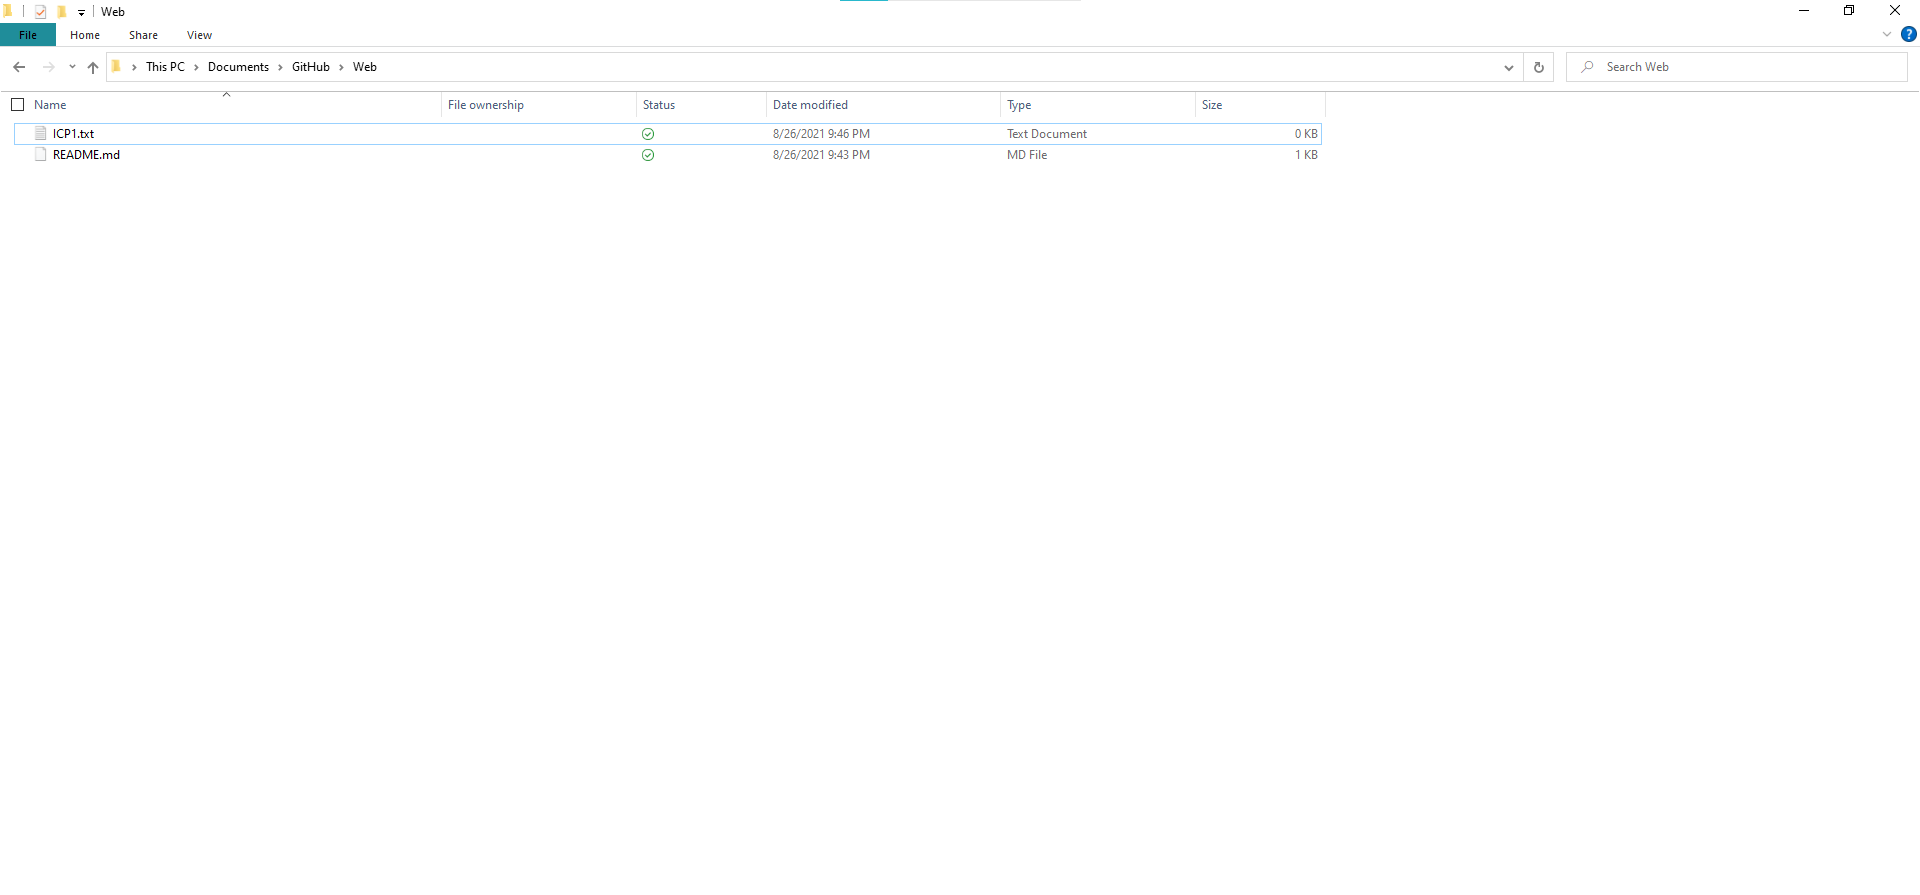 Web
File Home Share View
This PC Documents GitHub Web Search Web
Name File ownership Status Date modified Type Size
ICP1.txt 8/26/2021 9:46 PM Text Document 0 KB
README.md 8/26/2021 9:43 PM MD File 1 KB